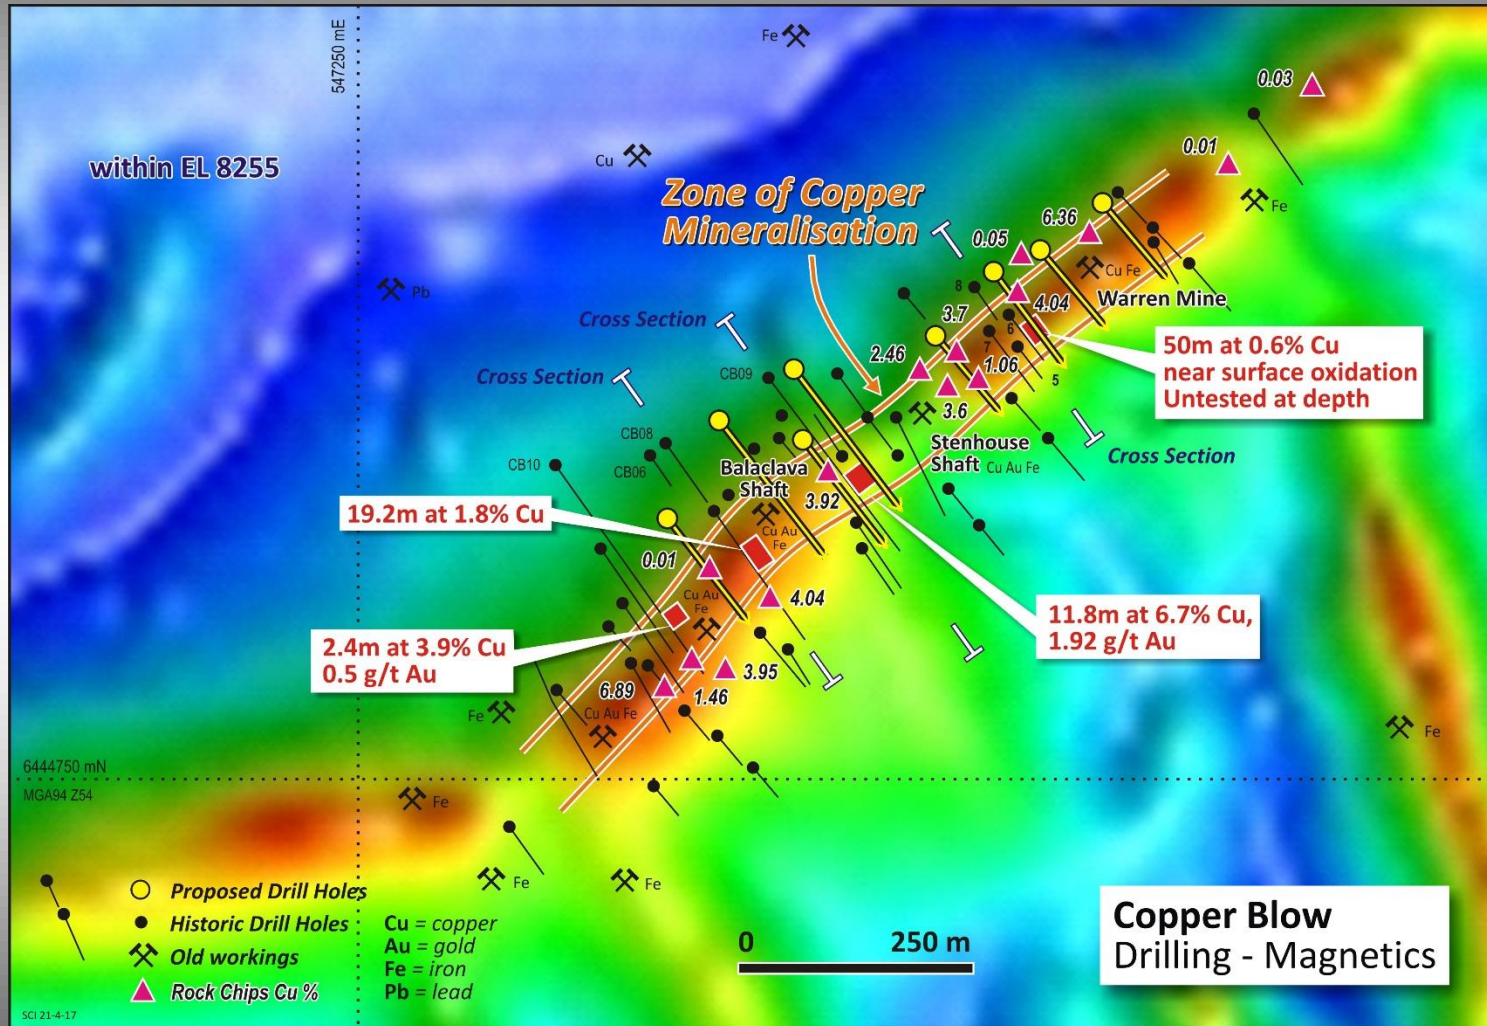 547250 mE
Fe
0.03
within EL 8255
Cu
0.01
Fe
Zone of Copper
Mineralisation
6.36
0.05
Cu Fe
Pb
8
4.04
Warren Mine
Cross Section
3.7
6
7
50m at 0.6% Cu
near surface oxidation
Untested at depth
2.46
1.06
5
Cross Section
CB09
3.6
CB08
Stenhouse
Shaft
Cu Au Fe
Cross Section
CB10
CB06
Balaclava
Shaft
3.92
19.2m at 1.8% Cu
Cu Au
Fe
0.01
Cu Au
Fe
4.04
11.8m at 6.7% Cu,
1.92 g/t Au
2.4m at 3.9% Cu
0.5 g/t Au
3.95
6.89
1.46
Cu Au Fe
Fe
Fe
6444750 mN
MGA94 Z54
Fe
Fe
Fe
Proposed Drill Holes
Historic Drill Holes
Old workings
Rock Chips Cu %
Cu = copper
Au = gold
Fe = iron
Pb = lead
0
250 m
Copper Blow
Drilling - Magnetics
SCI 21-4-17